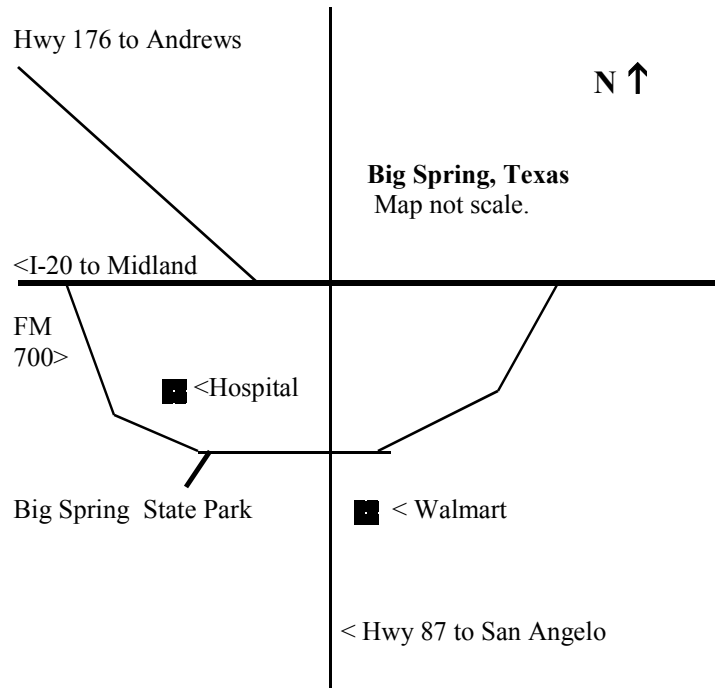 Hwy 176 to Andrews
N ↑
Big Spring, Texas
Map not scale.
<I-20 to Midland
FM
700>
<Hospital
Big Spring  State Park
< Walmart
< Hwy 87 to San Angelo